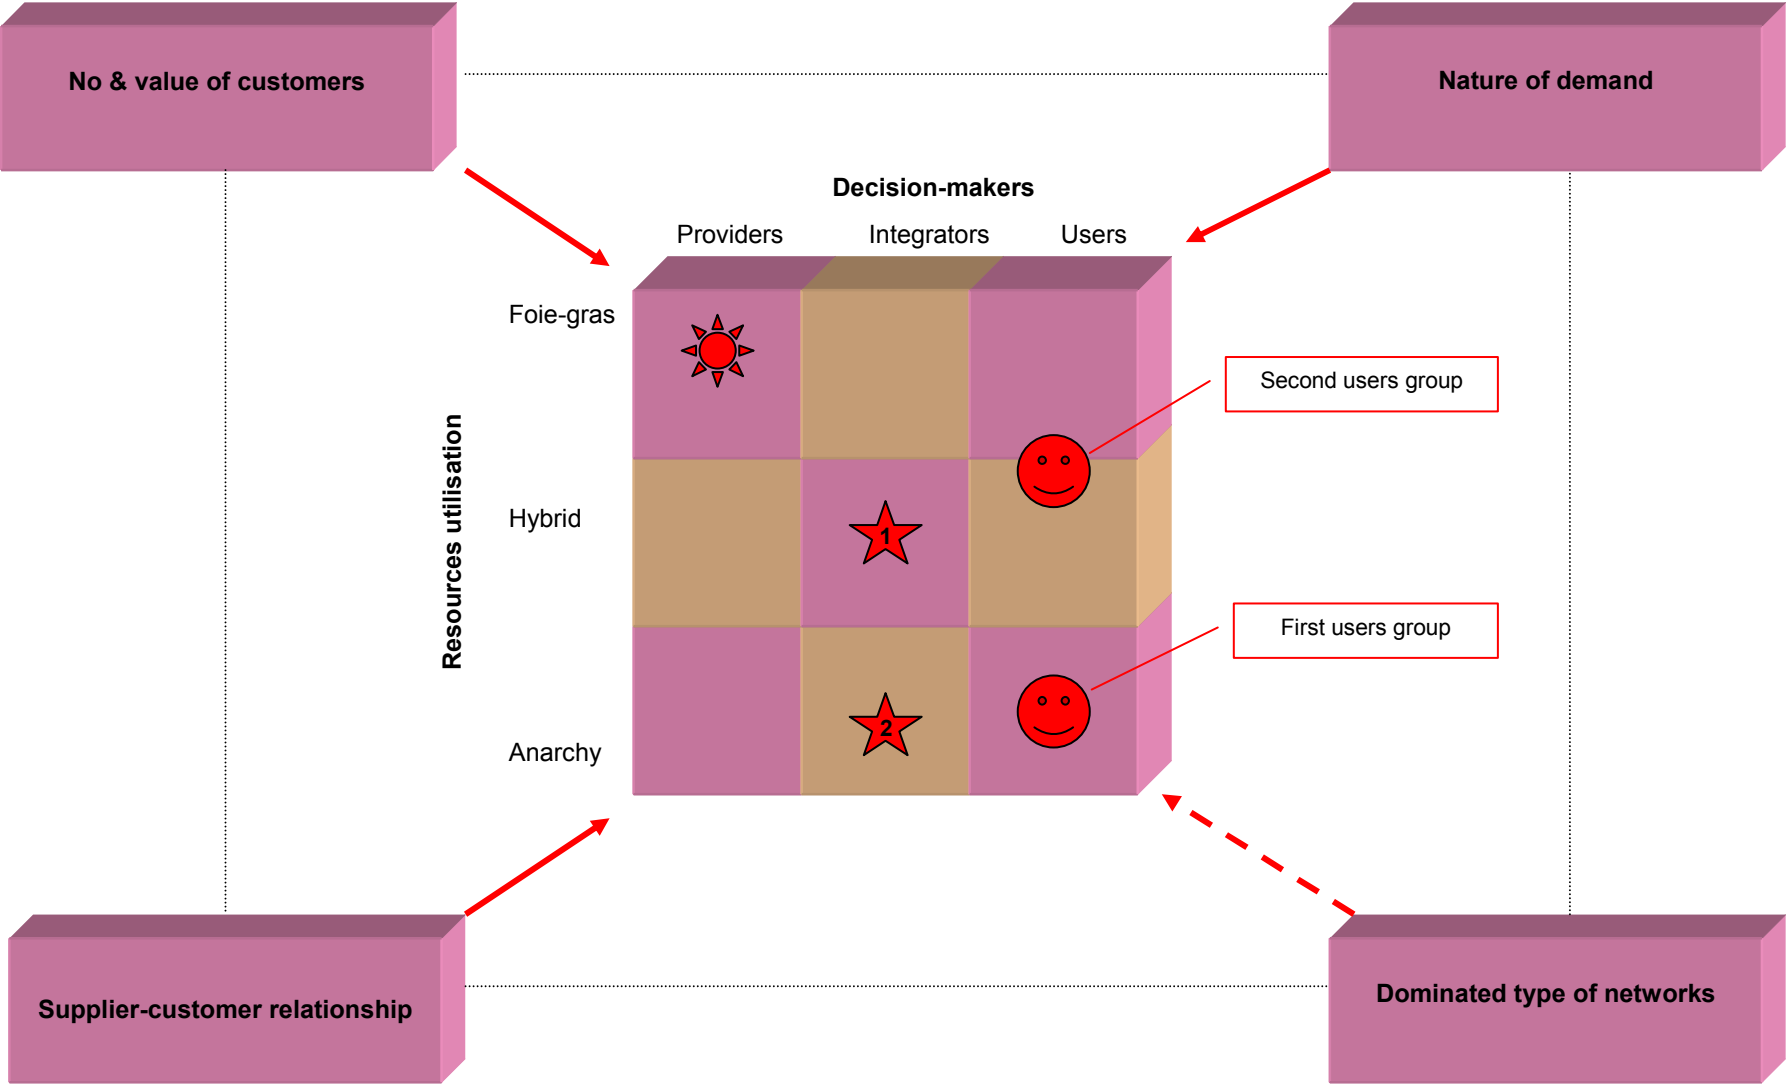 No & value of customers
Nature of demand
Decision-makers
Providers
Integrators
Users
Foie-gras
Second users group
Resources utilisation
Hybrid
1
First users group
2
Anarchy
Supplier-customer relationship
Dominated type of networks